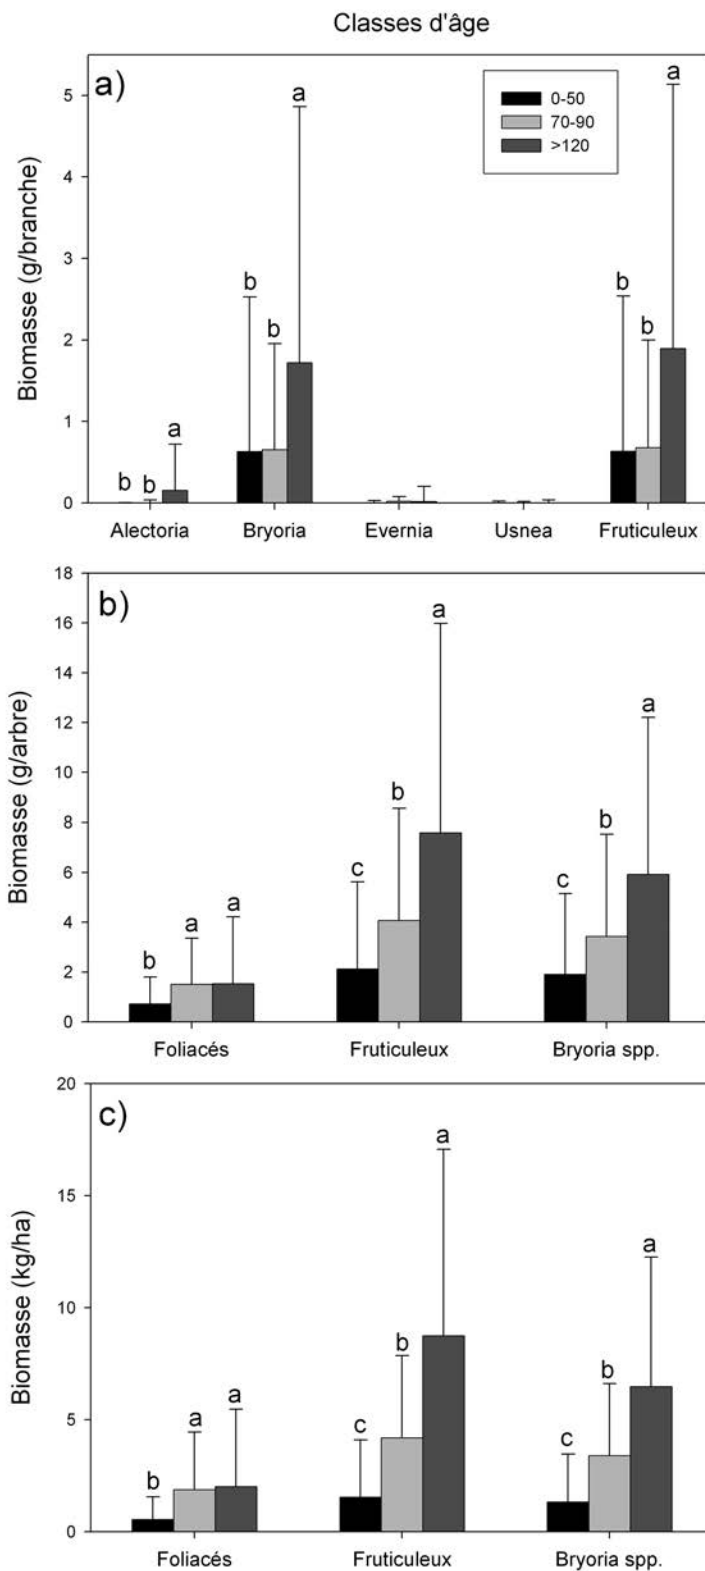 Classes d'âge
a)
0-50
70-90
>120
Biomasse (g/branche)
5
4
3
2
1
0
b b a
b b a
b b a
Alectoria Bryoria Evernia Usnea Fruticuleux
b)
Biomasse (g/arbre)
18
16
14
12
10
8
6
4
2
0
b a a
c b a
c b a
Foliacés Fruticuleux Bryoria spp.
c)
Biomasse (kg/ha)
20
15
10
5
0
b a a
c b a
c b a
Foliacés Fruticuleux Bryoria spp.